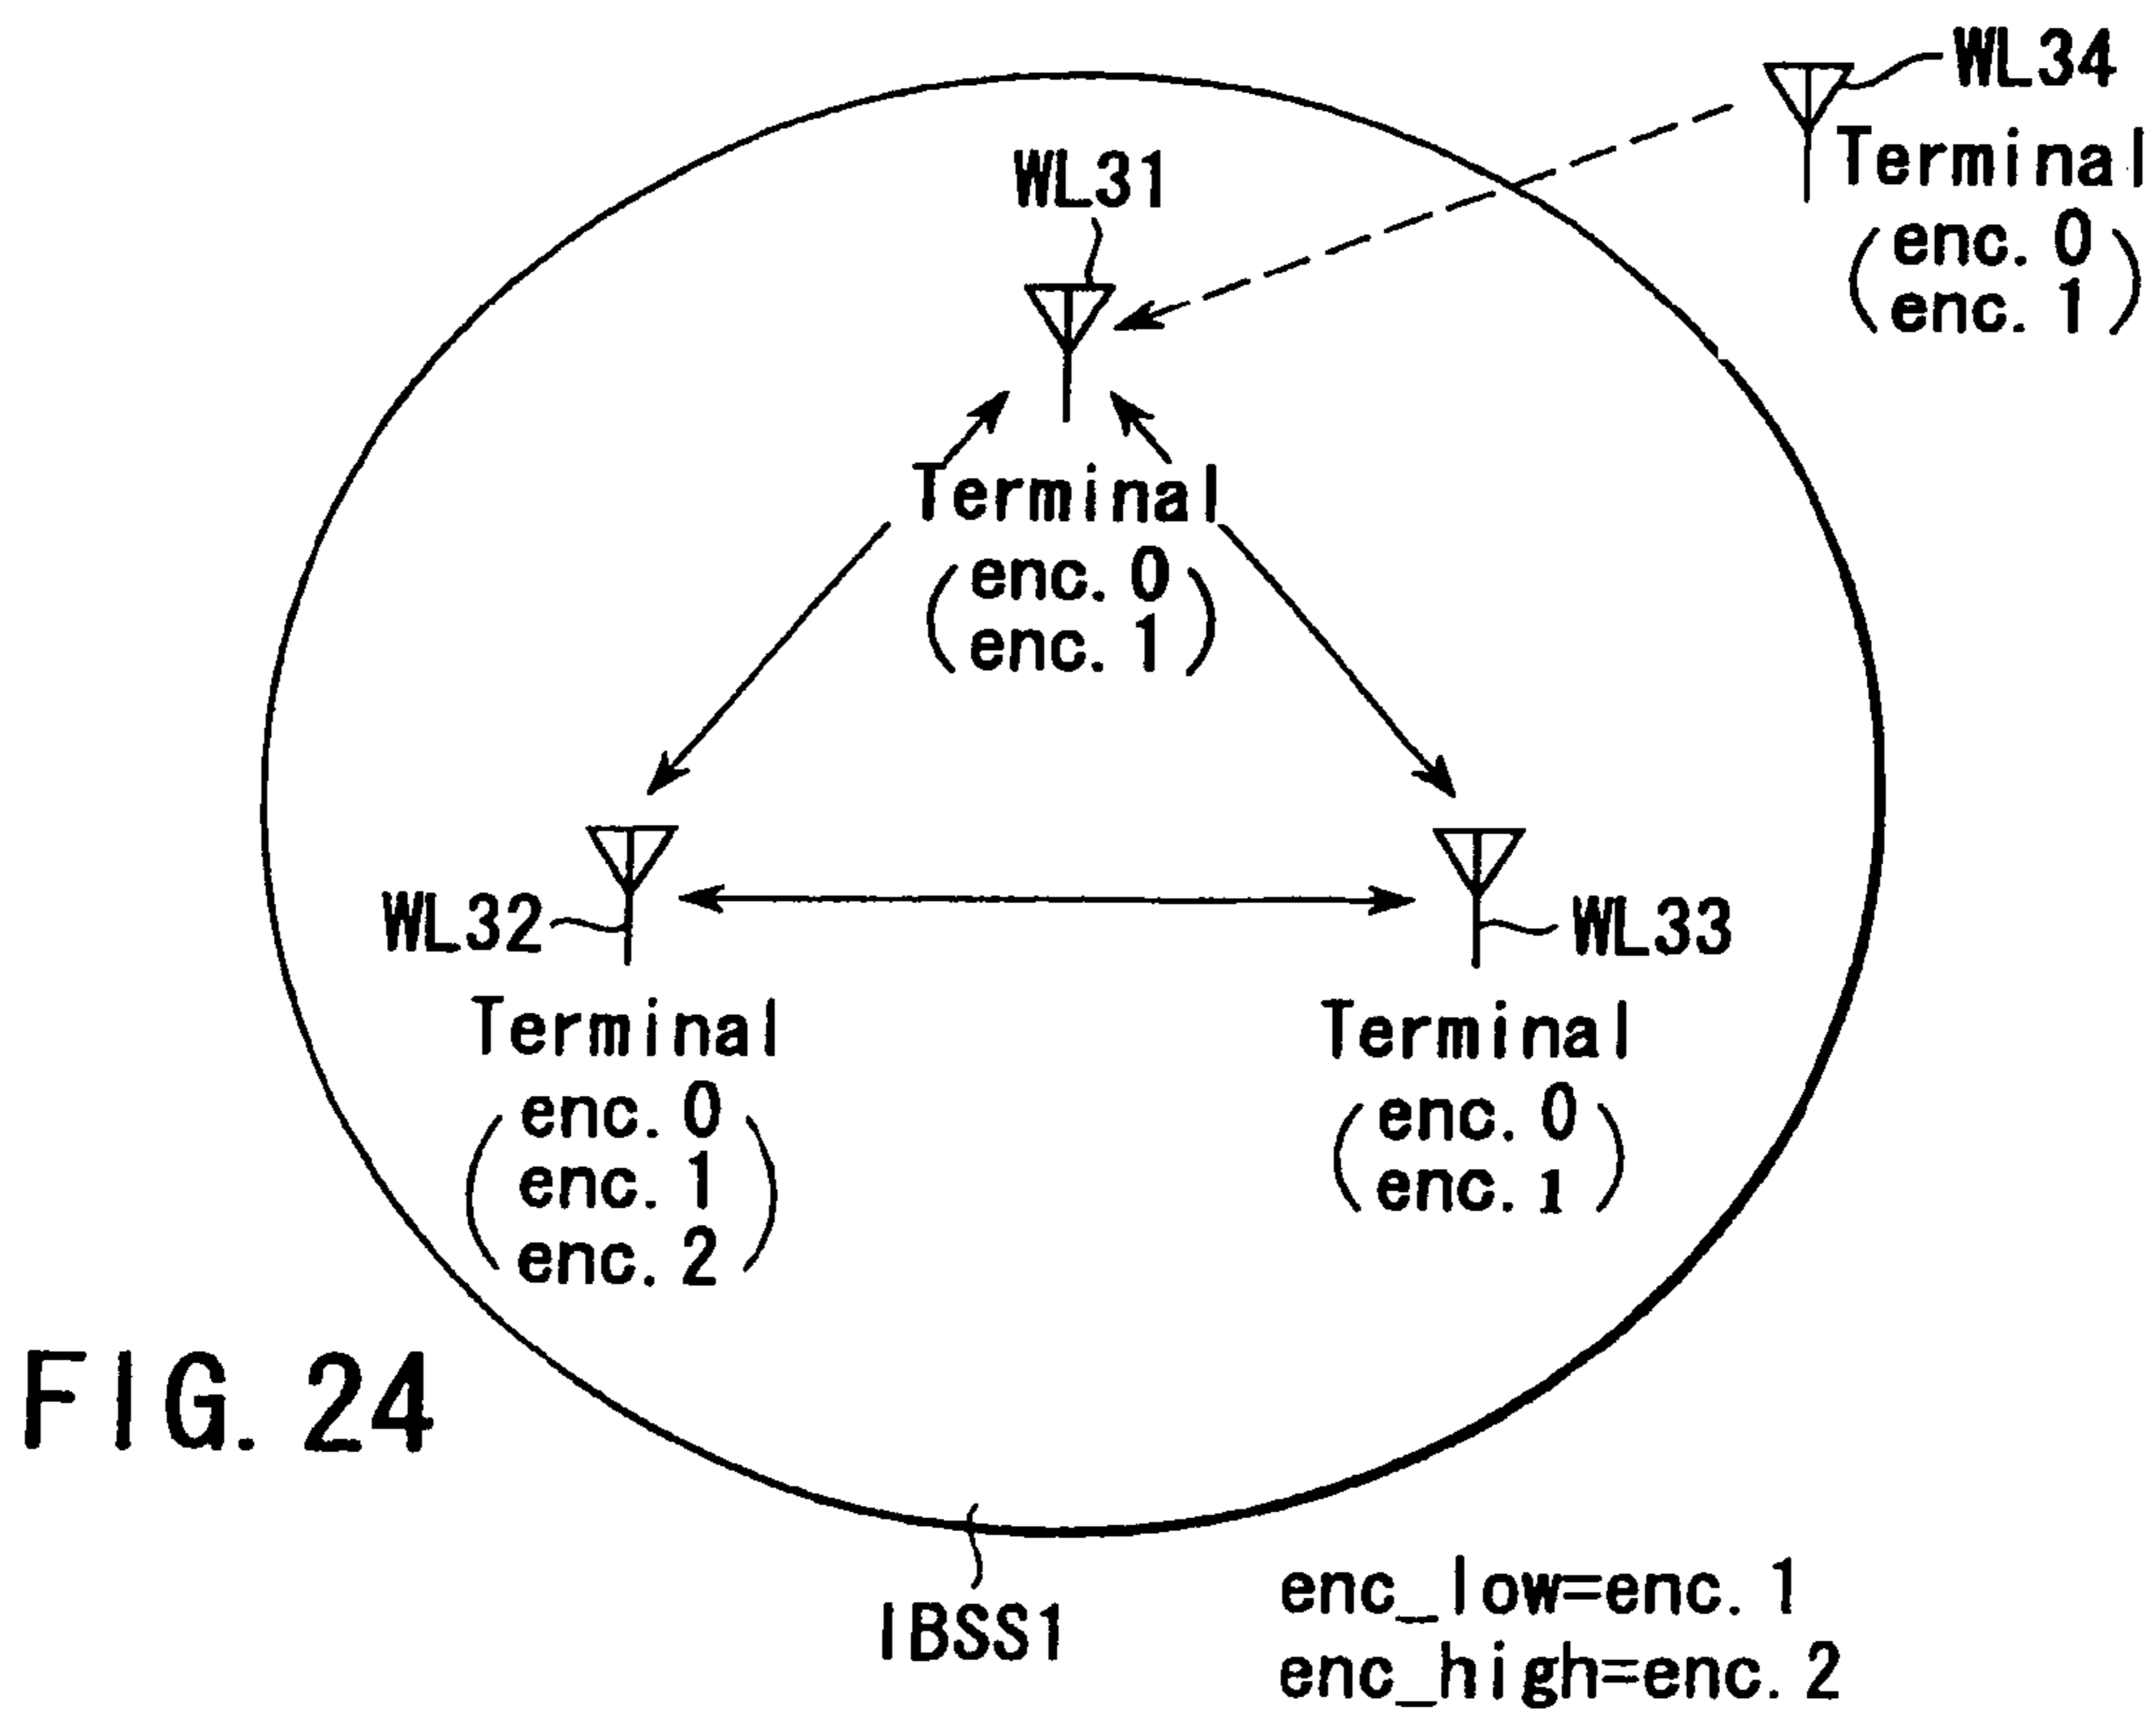 WL34
Terminal
enc. 0
enc. 1
WL31
Terminal
enc. 0
enc. 1
WL32
WL33
Terminal
enc. 0
enc. 1
enc. 2
Terminal
enc. 0
enc. 1
FIG. 24
IBSS1
enc_low=enc. 1
enc_high=enc. 2